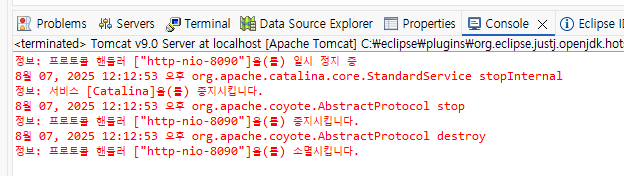 Problems Servers Terminal Data Source Explorer Properties Console Eclipse ID
<terminated> Tomcat v9.0 Server at localhost [Apache Tomcat] C:₩eclipse₩plugins₩org.eclipse.justj.openjdk.hots
정보: 프로토콜 핸들러 ["http-nio-8090"]을(를) 일시 정지 중
8월 07, 2025 12:12:53 오후 org.apache.catalina.core.StandardService stopInternal
정보: 서비스 [Catalina]을(를) 중지시킵니다.
8월 07, 2025 12:12:53 오후 org.apache.coyote.AbstractProtocol stop
정보: 프로토콜 핸들러 ["http-nio-8090"]을(를) 중지시킵니다.
8월 07, 2025 12:12:53 오후 org.apache.coyote.AbstractProtocol destroy
정보: 프로토콜 핸들러 ["http-nio-8090"]을(를) 소멸시킵니다.